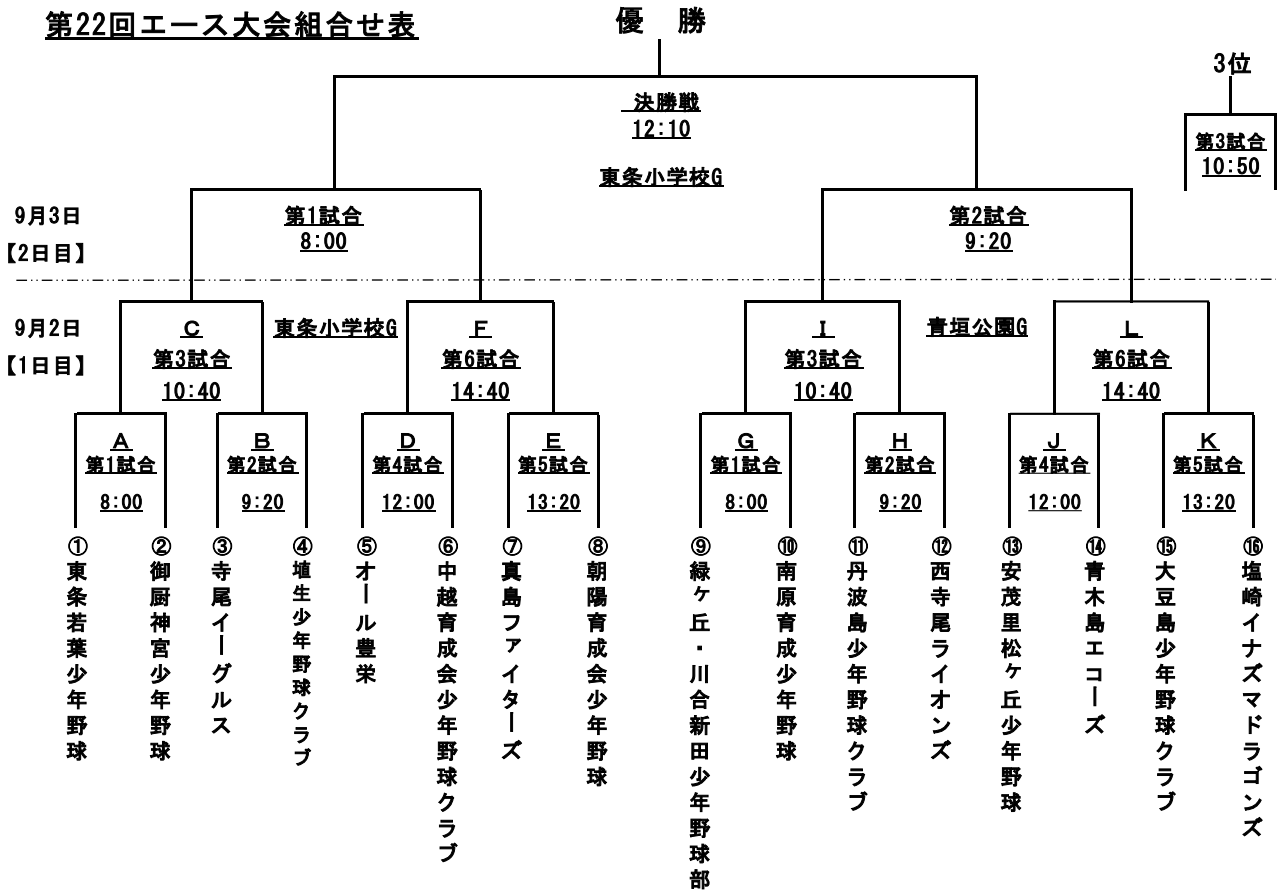 第22回エース大会組合せ表
優 勝
3位
決勝戦
12:10
第3試合
10:50
東条小学校G
9月3日
【2日目】
第1試合
8:00
第2試合
9:20
9月2日
【1日目】
東条小学校G
青垣公園G
C
第3試合
10:40
F
第6試合
14:40
I
第3試合
10:40
L
第6試合
14:40
A
第1試合
8:00
B
第2試合
9:20
D
第4試合
12:00
E
第5試合
13:20
G
第1試合
8:00
H
第2試合
9:20
J
第4試合
12:00
K
第5試合
13:20
①東条若葉少年野球
②御厨神宮少年野球
③寺尾イーグルス
④埴生少年野球クラブ
⑤オール豊栄
⑥中越育成会少年野球クラブ
⑦真島ファイターズ
⑧朝陽育成会少年野球
⑨緑ヶ丘・川合新田少年野球部
⑩南原育成少年野球
⑪丹波島少年野球クラブ
⑫西寺尾ライオンズ
⑬安茂里松ヶ丘少年野球
⑭青木島エコーズ
⑮大豆島少年野球クラブ
⑯塩崎イナズマドラゴンズ